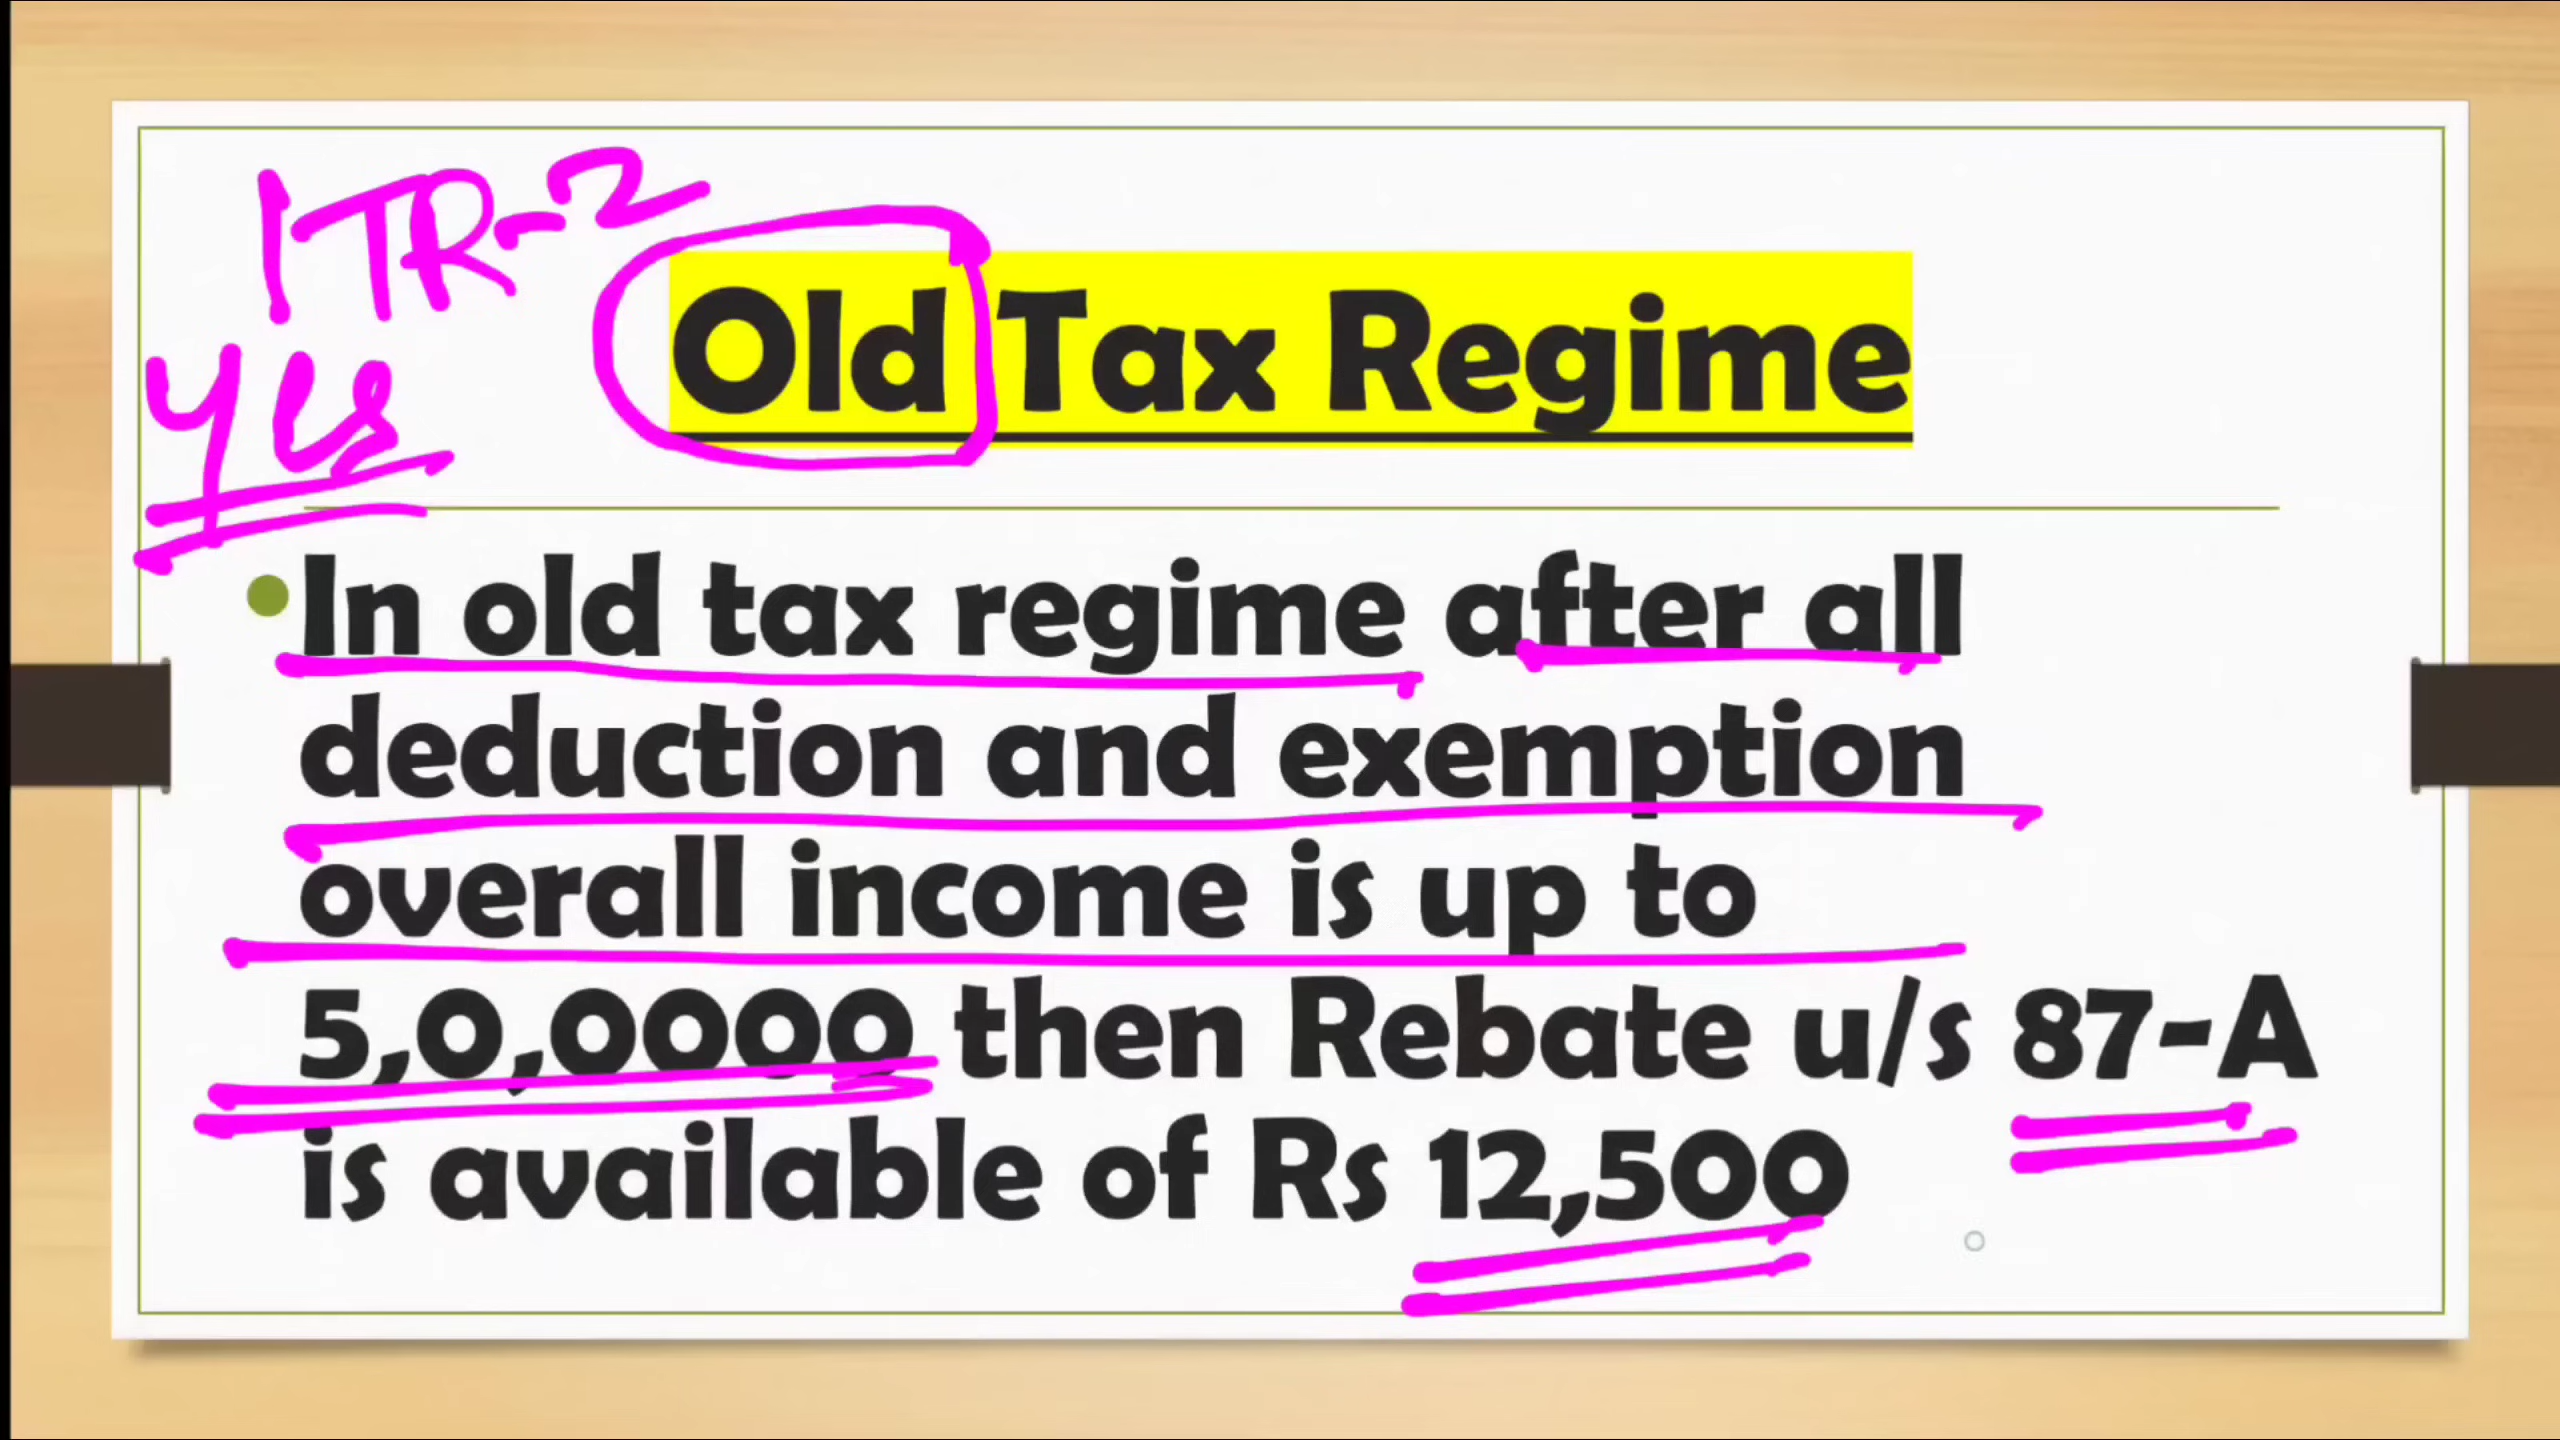 ITR-2
Yes
Old Tax Regime
In old tax regime after all
deduction and exemption
overall income is up to
5,0,0000 then Rebate u/s 87-A
is available of Rs 12,500